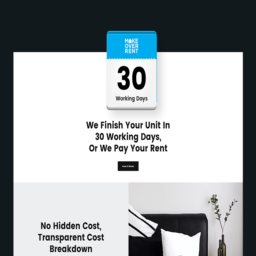 MAKE
OVER
RENT
30
Working Days
We Finish Your Unit In
30 Working Days,
Or We Pay Your Rent
No Hidden Cost,
Transparent Cost
Breakdown